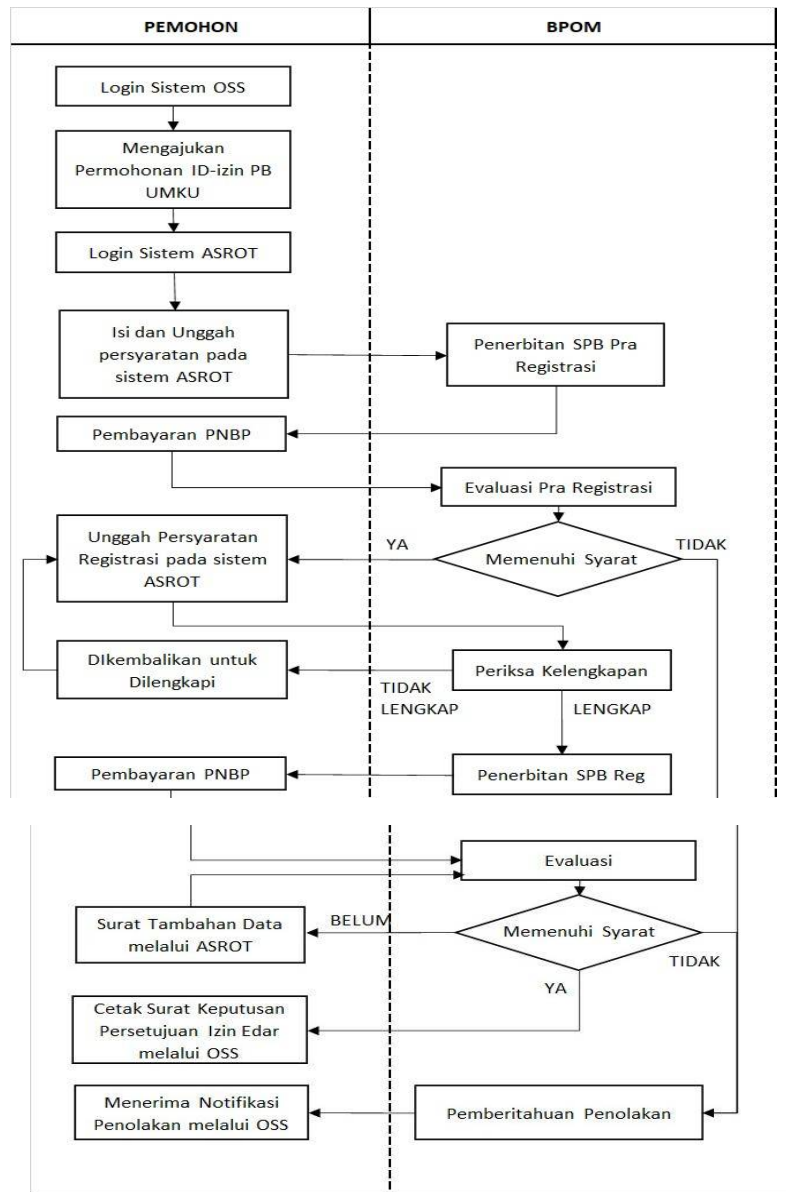 PEMOHON
BPOM
Login Sistem OSS
Mengajukan
Permohonan ID-izin PB
UMKU
Login Sistem ASROT
Isi dan Unggah
persyaratan pada
sistem ASROT
Penerbitan SPB Pra
Registrasi
Pembayaran PNBP
Evaluasi Pra Registrasi
Unggah Persyaratan
Registrasi pada sistem
ASROT
YA
Memenuhi Syarat
TIDAK
DIkembalikan untuk
Dilengkapi
TIDAK
LENGKAP
Periksa Kelengkapan
LENGKAP
Pembayaran PNBP
Penerbitan SPB Reg
Evaluasi
Surat Tambahan Data
melalui ASROT
BELUM
Memenuhi Syarat
TIDAK
YA
Cetak Surat Keputusan
Persetujuan Izin Edar
melalui OSS
Menerima Notifikasi
Penolakan melalui OSS
Pemberitahuan Penolakan